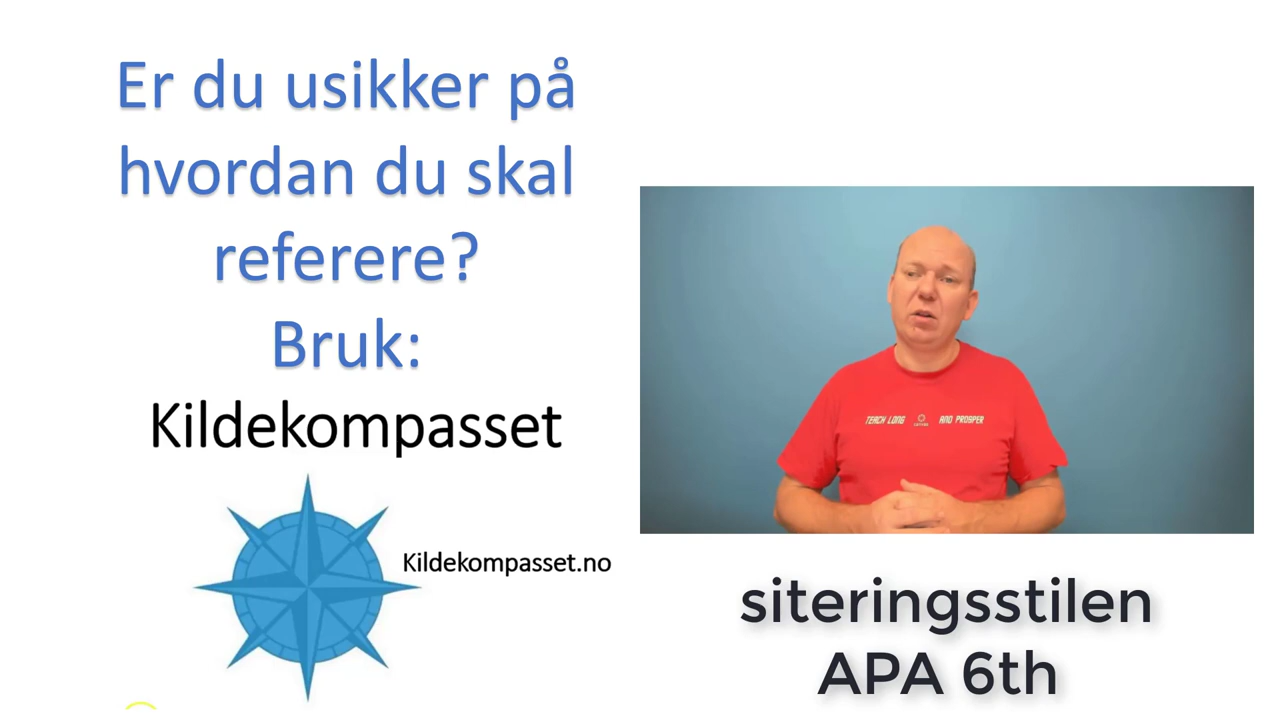 Er du usikker på
hvordan du skal
referere?
Bruk:
Kildekompasset
Kildekompasset.no
TEACH LONG AND PROSPER
siteringsstilen
APA 6th